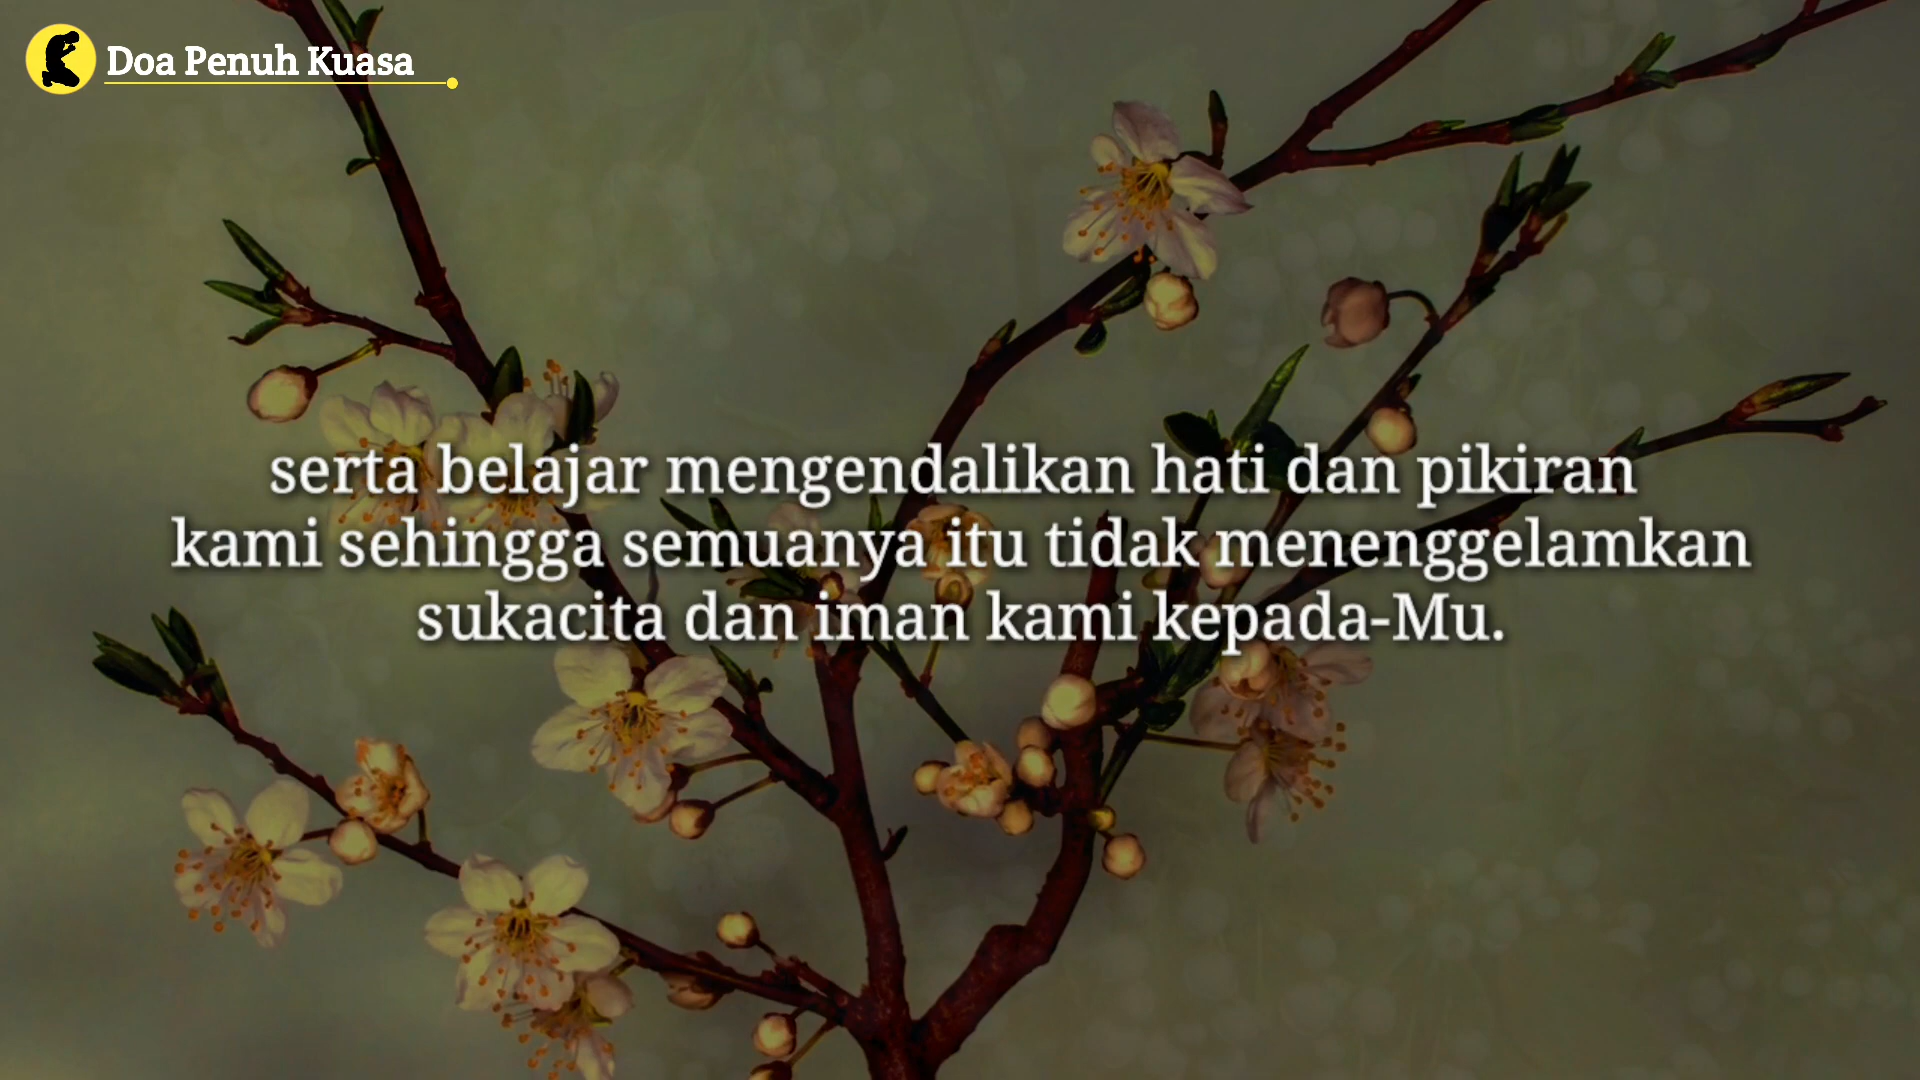 Doa Penuh Kuasa
serta belajar mengendalikan hati dan pikiran
kami sehingga semuanya itu tidak menenggelamkan
sukacita dan iman kami kepada-Mu.